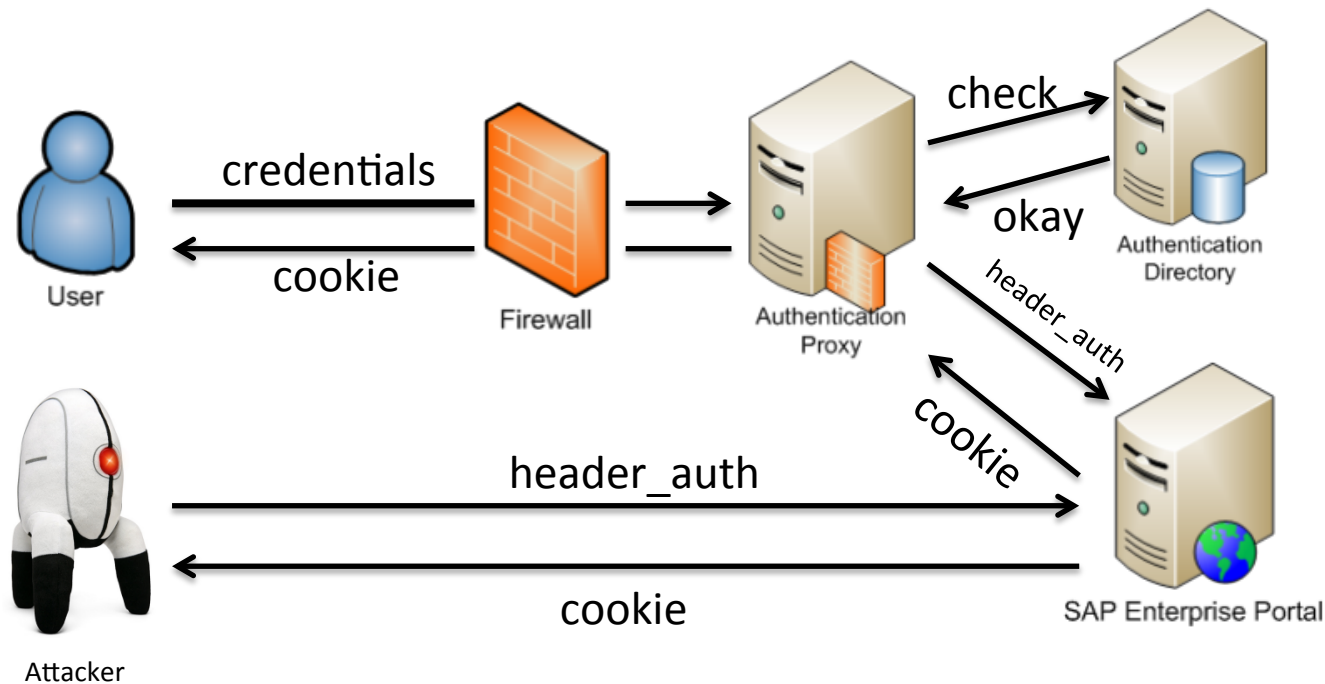 check
credentials
okay
cookie
Authentication
Directory
User
Firewall
Authentication
Proxy
header_auth
cookie
header_auth
cookie
SAP Enterprise Portal
Attacker